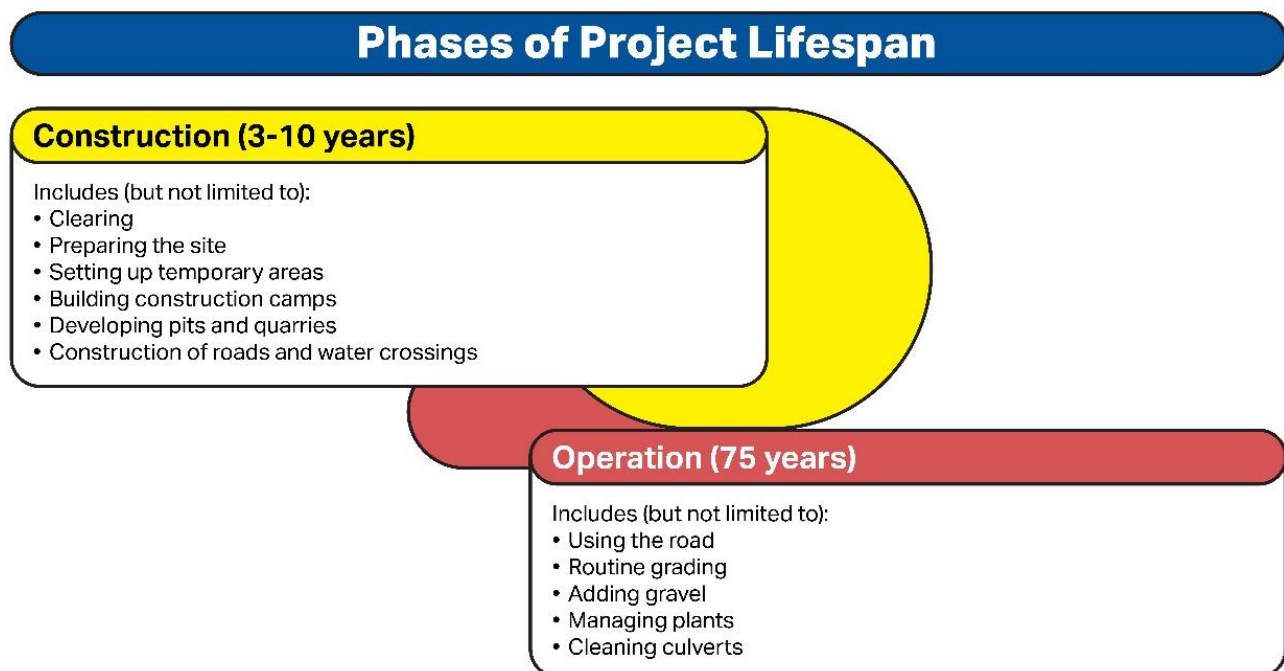 Phases of Project Lifespan
Construction (3-10 years)
Includes (but not limited to):
• Clearing
• Preparing the site
• Setting up temporary areas
• Building construction camps
• Developing pits and quarries
• Construction of roads and water crossings
Operation (75 years)
Includes (but not limited to):
• Using the road
• Routine grading
• Adding gravel
• Managing plants
• Cleaning culverts